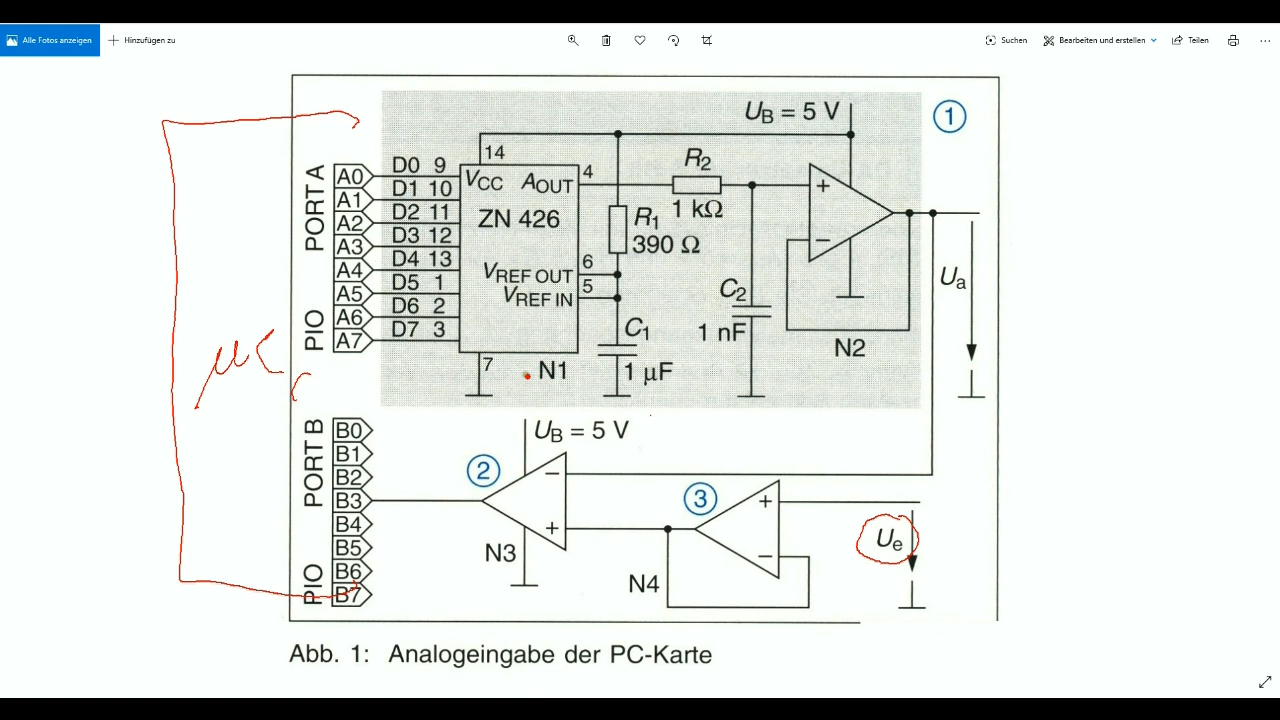 Alle Fotos anzeigen
Hinzufügen zu
Suchen
Bearbeiten und erstellen
Teilen
U_B = 5 V
1
PORT A
PIO
A0 D0 9
A1 D1 10
A2 D2 11
A3 D3 12
A4 D4 13
A5 D5 1
A6 D6 2
A7 D7 3
14
V_CC A_OUT 4
ZN 426
V_REF OUT 6
V_REF IN 5
7
N1
R_1
390 Ω
R_2
1 kΩ
C_1
1 µF
C_2
1 nF
+
−
N2
U_a
µC
PORT B
PIO
B0
B1
B2
B3
B4
B5
B6
B7
U_B = 5 V
2
−
+
N3
3
+
−
N4
U_e
Abb. 1: Analogeingabe der PC-Karte